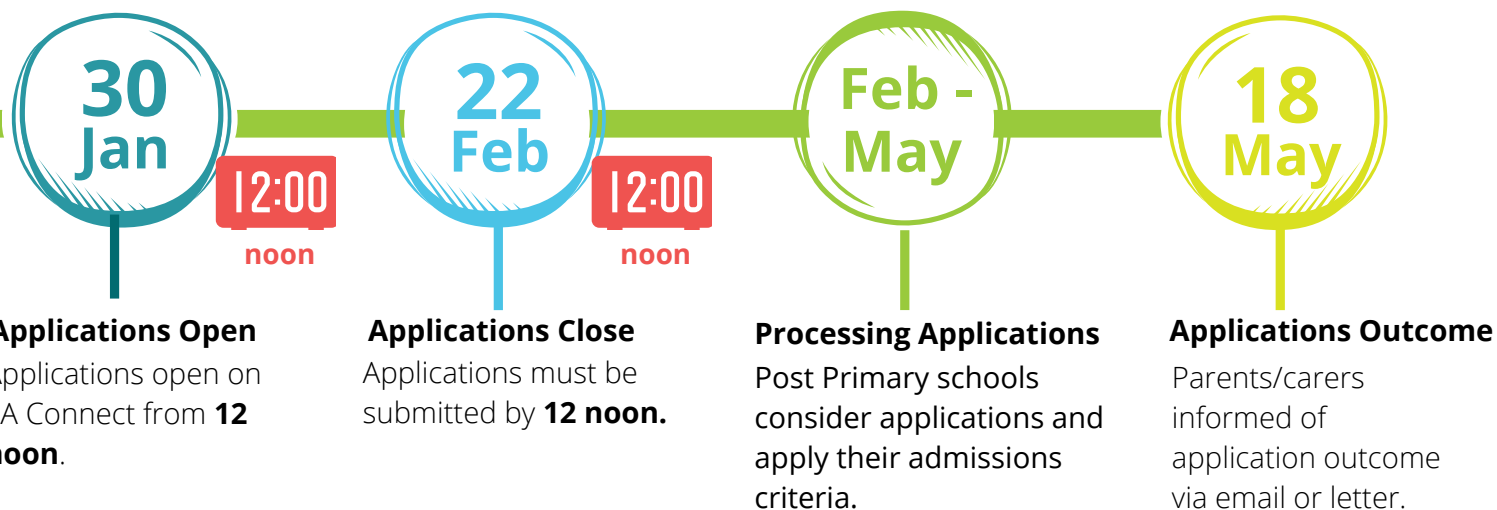 30
Jan
12:00
noon
Applications Open
Applications open on
A Connect from 12
noon.
22
Feb
12:00
noon
Applications Close
Applications must be
submitted by 12 noon.
Feb -
May
Processing Applications
Post Primary schools
consider applications and
apply their admissions
criteria.
18
May
Applications Outcome
Parents/carers
informed of
application outcome
via email or letter.